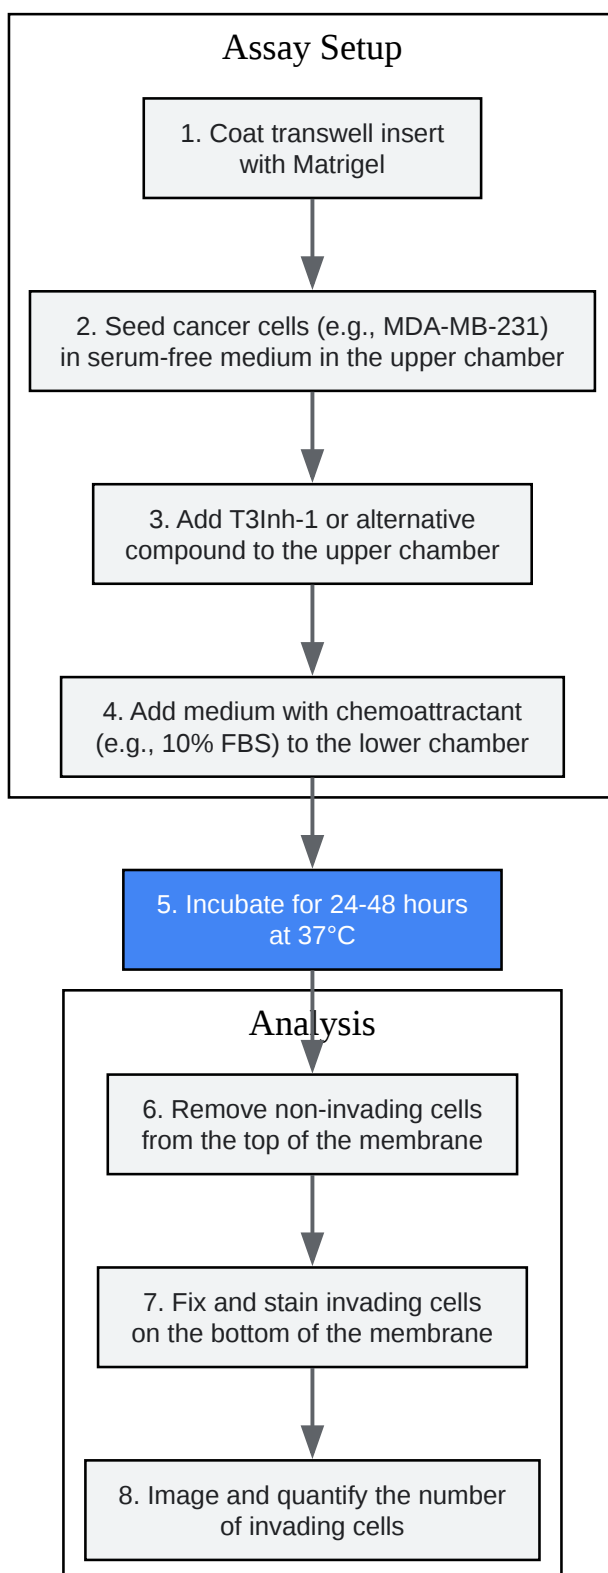 Assay Setup
1. Coat transwell insert
with Matrigel
2. Seed cancer cells (e.g., MDA-MB-231)
in serum-free medium in the upper chamber
3. Add T3Inh-1 or alternative
compound to the upper chamber
4. Add medium with chemoattractant
(e.g., 10% FBS) to the lower chamber
5. Incubate for 24-48 hours
at 37°C
Analysis
6. Remove non-invading cells
from the top of the membrane
7. Fix and stain invading cells
on the bottom of the membrane
8. Image and quantify the number
of invading cells